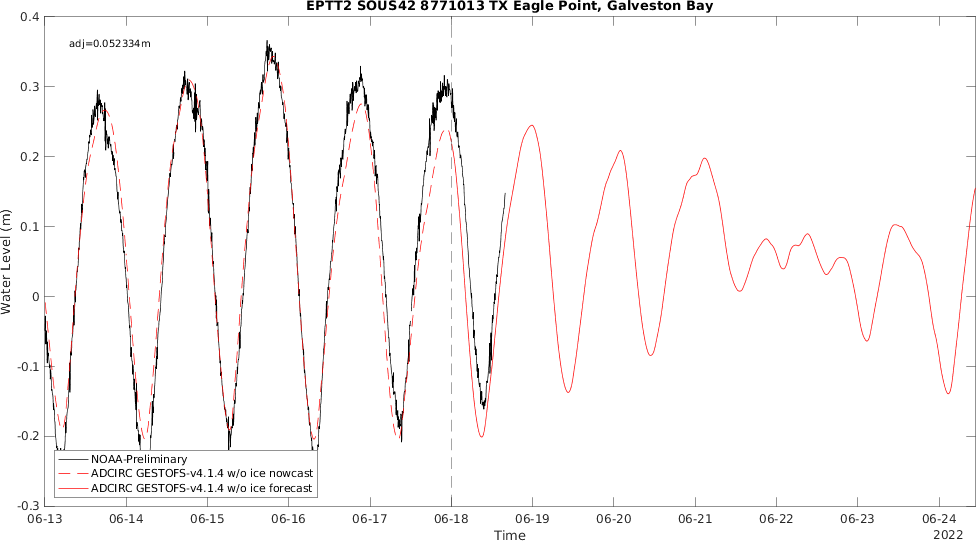 EPTT2 SOUS42 8771013 TX Eagle Point, Galveston Bay
adj=0.052334m
Water Level (m)
0.4
0.3
0.2
0.1
0
-0.1
-0.2
-0.3
NOAA-Preliminary
ADCIRC GESTOFS-v4.1.4 w/o ice nowcast
ADCIRC GESTOFS-v4.1.4 w/o ice forecast
06-13 06-14 06-15 06-16 06-17 06-18 06-19 06-20 06-21 06-22 06-23 06-24
Time
2022